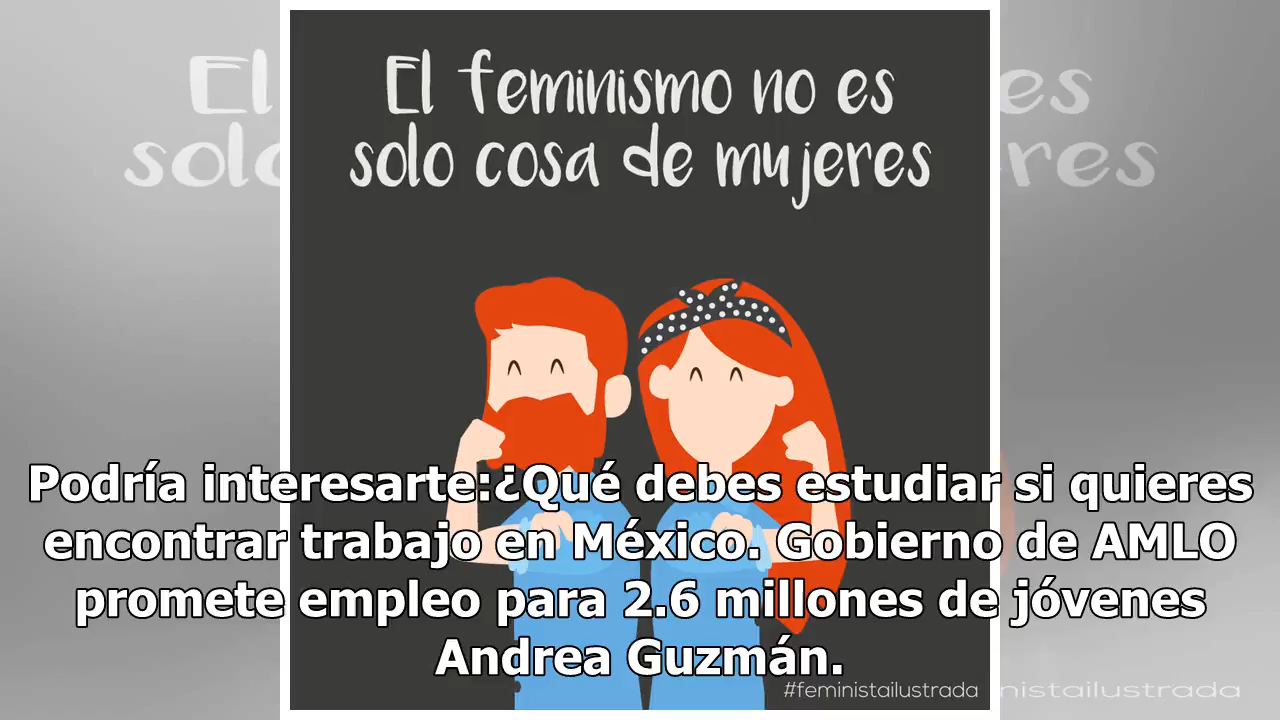 El feminismo no es
solo cosa de mujeres
Podría interesarte:¿Qué debes estudiar si quieres
encontrar trabajo en México. Gobierno de AMLO
promete empleo para 2.6 millones de jóvenes
Andrea Guzmán.
#feministailustrada